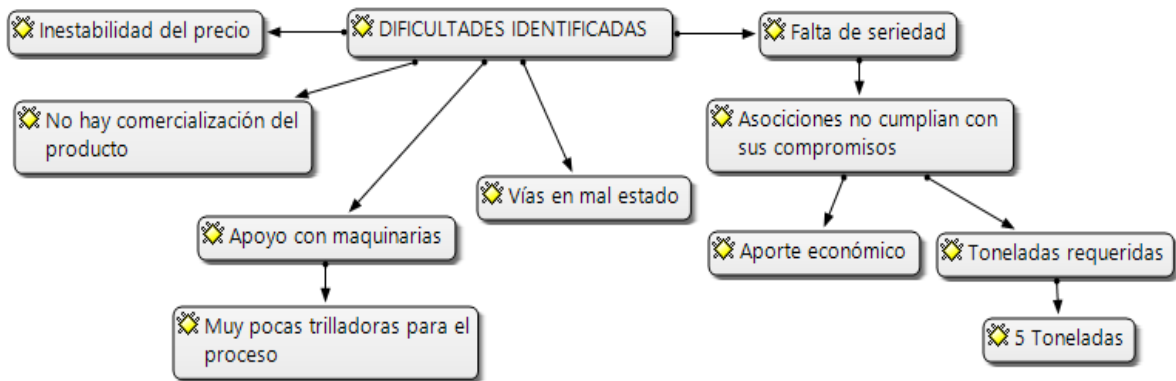 Inestabilidad del precio
DIFICULTADES IDENTIFICADAS
Falta de seriedad
No hay comercialización del
producto
Asociciones no cumplian con
sus compromisos
Vías en mal estado
Apoyo con maquinarias
Aporte económico
Toneladas requeridas
Muy pocas trilladoras para el
proceso
5 Toneladas